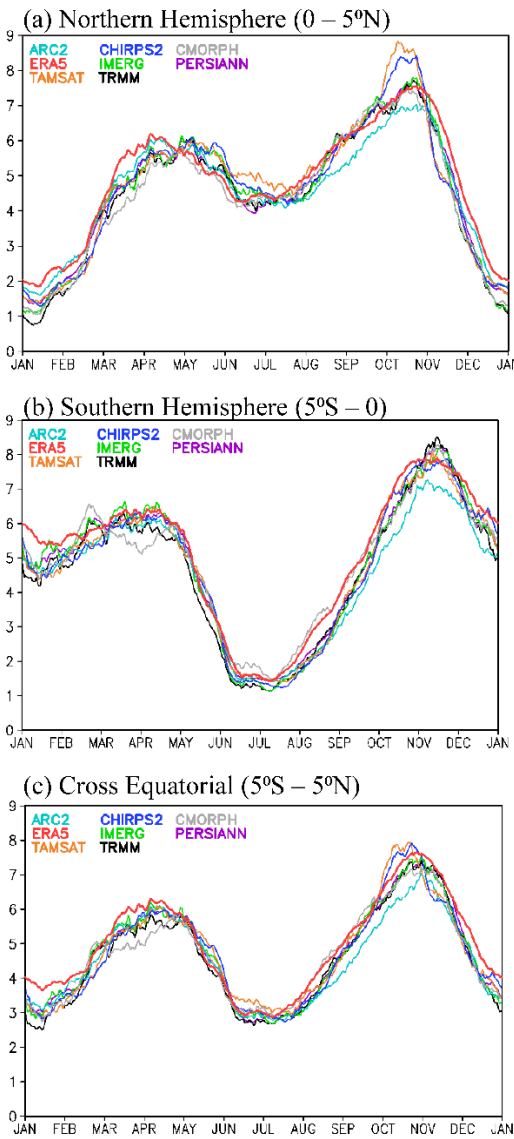 (a) Northern Hemisphere (0 – 5⁰N)
9
8
7
6
5
4
3
2
1
0
ARC2 CHIRPS2 CMORPH
ERA5 IMERG PERSIANN
TAMSAT TRMM
JAN FEB MAR APR MAY JUN JUL AUG SEP OCT NOV DEC JAN
(b) Southern Hemisphere (5⁰S – 0)
9
8
7
6
5
4
3
2
1
0
ARC2 CHIRPS2 CMORPH
ERA5 IMERG PERSIANN
TAMSAT TRMM
JAN FEB MAR APR MAY JUN JUL AUG SEP OCT NOV DEC JAN
(c) Cross Equatorial (5⁰S – 5⁰N)
9
8
7
6
5
4
3
2
1
0
ARC2 CHIRPS2 CMORPH
ERA5 IMERG PERSIANN
TAMSAT TRMM
JAN FEB MAR APR MAY JUN JUL AUG SEP OCT NOV DEC JAN